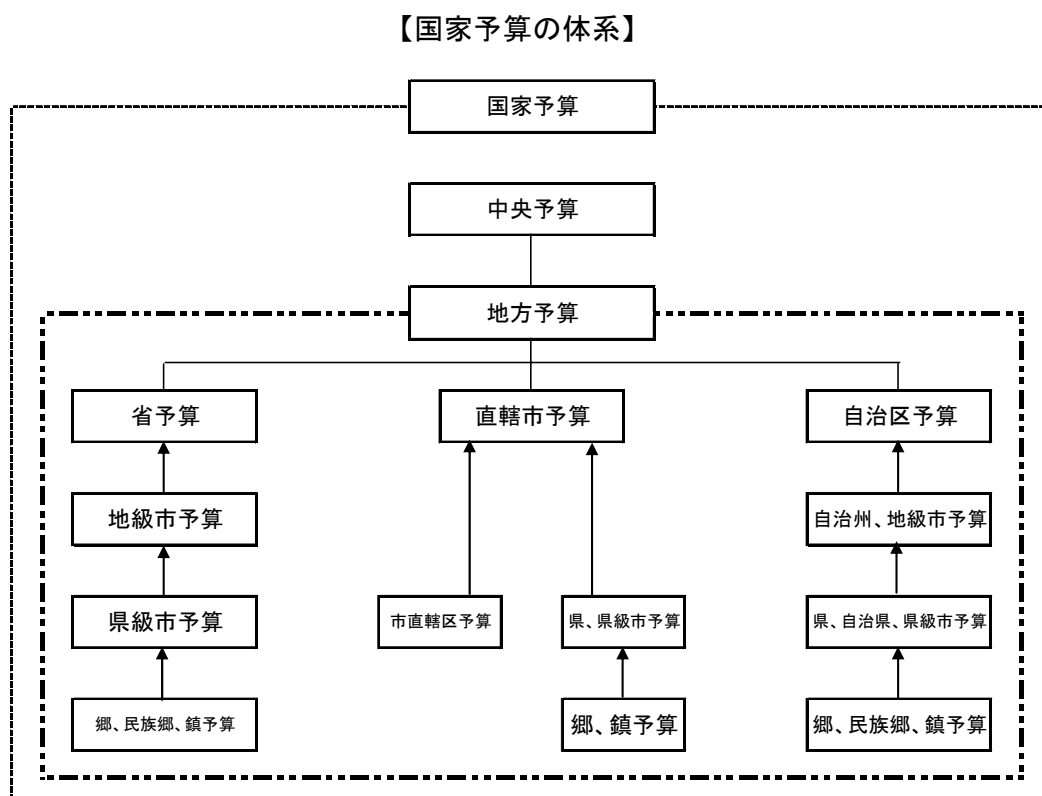 【国家予算の体系】
国家予算
中央予算
地方予算
省予算
直轄市予算
自治区予算
地級市予算
自治州、地級市予算
県級市予算
市直轄区予算
県、県級市予算
県、自治県、県級市予算
郷、民族郷、鎮予算
郷、鎮予算
郷、民族郷、鎮予算